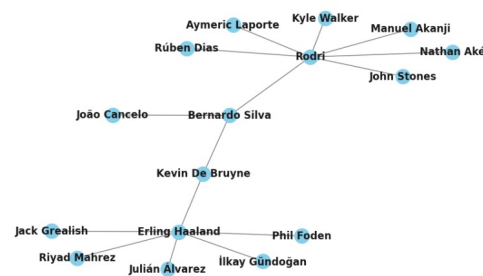 Kyle Walker
Aymeric Laporte
Manuel Akanji
Rúben Dias
Nathan Aké
Rodri
John Stones
João Cancelo
Bernardo Silva
Kevin De Bruyne
Jack Grealish
Erling Haaland
Phil Foden
Riyad Mahrez
İlkay Gündoğan
Julián Álvarez